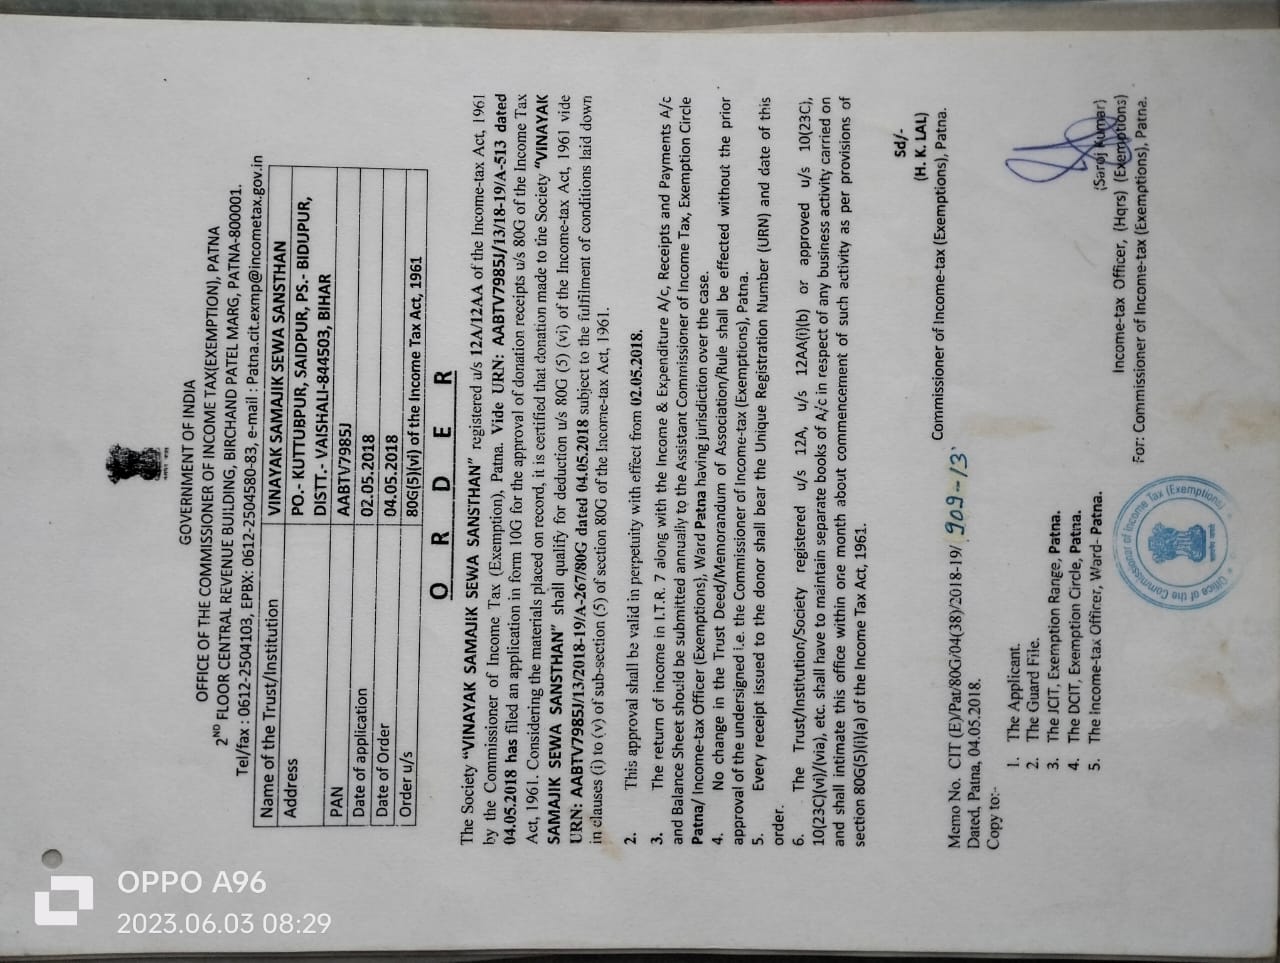 GOVERNMENT OF INDIA
OFFICE OF THE COMMISSIONER OF INCOME TAX(EXEMPTION), PATNA
2ND FLOOR CENTRAL REVENUE BUILDING, BIRCHAND PATEL MARG, PATNA-800001.
Tel/fax : 0612-2504103, EPBX: 0612-2504580-83, e-mail : Patna.cit.exmp@incometax.gov.in
Name of the Trust/Institution VINAYAK SAMAJIK SEWA SANSTHAN
Address PO.- KUTTUBPUR, SAIDPUR, PS.- BIDUPUR,
DISTT.- VAISHALI-844503, BIHAR
PAN AABTV7985J
Date of application 02.05.2018
Date of Order 04.05.2018
Order u/s 80G(5)(vi) of the Income Tax Act, 1961
O R D E R
The Society "VINAYAK SAMAJIK SEWA SANSTHAN" registered u/s 12A/12AA of the Income-tax Act, 1961
by the Commissioner of Income Tax (Exemption), Patna. Vide URN: AABTV7985J/13/18-19/A-513 dated
04.05.2018 has filed an application in form 10G for the approval of donation receipts u/s 80G of the Income Tax
Act, 1961. Considering the materials placed on record, it is certified that donation made to the Society "VINAYAK
SAMAJIK SEWA SANSTHAN" shall qualify for deduction u/s 80G (5) (vi) of the Income-tax Act, 1961 vide
URN: AABTV7985J/13/2018-19/A-267/80G dated 04.05.2018 subject to the fulfilment of conditions laid down
in clauses (i) to (v) of sub-section (5) of section 80G of the Income-tax Act, 1961.
2. This approval shall be valid in perpetuity with effect from 02.05.2018.
3. The return of income in I.T.R. 7 along with the Income & Expenditure A/c, Receipts and Payments A/c
and Balance Sheet should be submitted annually to the Assistant Commissioner of Income Tax, Exemption Circle
Patna/ Income-tax Officer (Exemptions), Ward Patna having jurisdiction over the case.
4. No change in the Trust Deed/Memorandum of Association/Rule shall be effected without the prior
approval of the undersigned i.e. the Commissioner of Income-tax (Exemptions), Patna.
5. Every receipt issued to the donor shall bear the Unique Registration Number (URN) and date of this
order.
6. The Trust/Institution/Society registered u/s 12A, u/s 12AA(i)(b) or approved u/s 10(23C),
10(23C)(vi)/(via), etc. shall have to maintain separate books of A/c in respect of any business activity carried on
and shall intimate this office within one month about commencement of such activity as per provisions of
section 80G(5)(i)(a) of the Income Tax Act, 1961.
Sd/-
(H. K. LAL)
Commissioner of Income-tax (Exemptions), Patna.
Memo No. CIT (E)/Pat/80G/04(38)/2018-19/ 909-13
Dated, Patna, 04.05.2018.
Copy to:-
1. The Applicant.
2. The Guard File.
3. The JCIT, Exemption Range, Patna.
4. The DCIT, Exemption Circle, Patna.
5. The Income-tax Officer, Ward- Patna.
(Saroj Kumar)
Income-tax Officer, (Hqrs) (Exemptions)
For: Commissioner of Income-tax (Exemptions), Patna.
Office of the Commissioner of Income Tax (Exemptions)
OPPO A96
2023.06.03 08:29